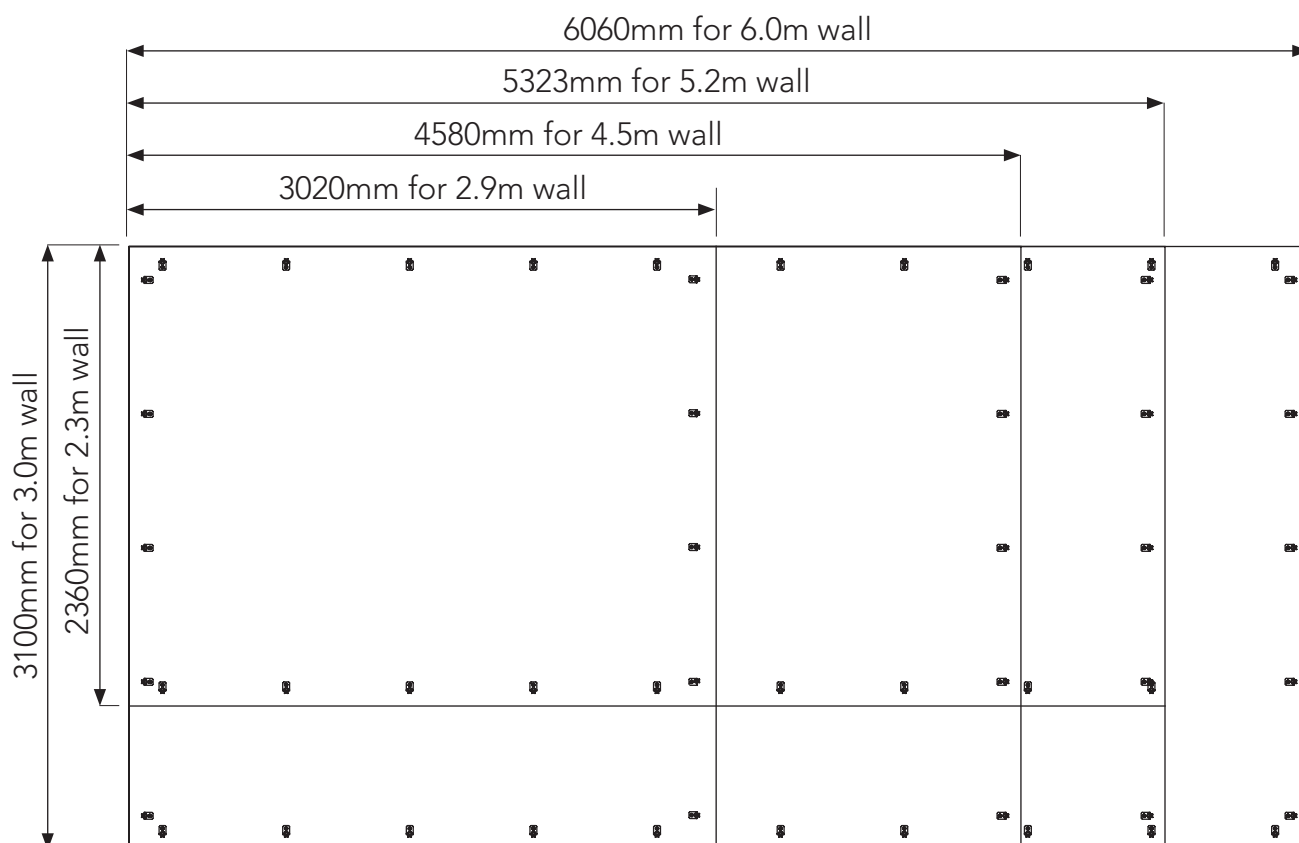 6060mm for 6.0m wall
5323mm for 5.2m wall
4580mm for 4.5m wall
3020mm for 2.9m wall
3100mm for 3.0m wall
2360mm for 2.3m wall